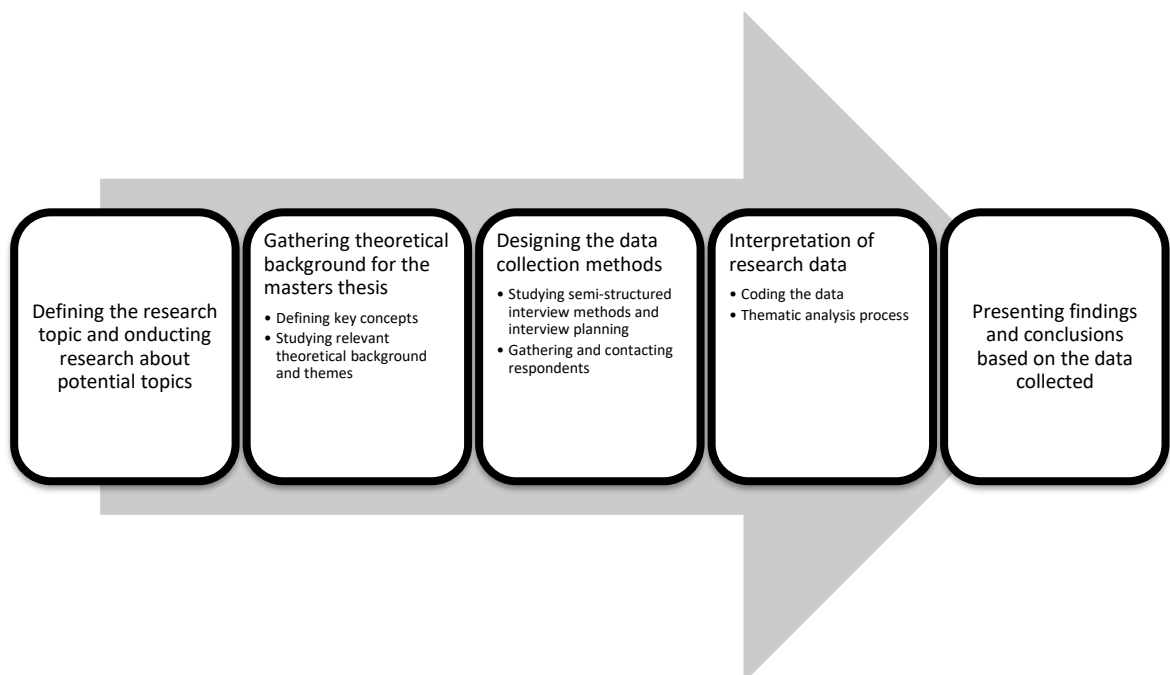 Defining the research
topic and onducting
research about
potential topics
Gathering theoretical
background for the
masters thesis
• Defining key concepts
• Studying relevant
theoretical background
and themes
Designing the data
collection methods
• Studying semi-structured
interview methods and
interview planning
• Gathering and contacting
respondents
Interpretation of
research data
• Coding the data
• Thematic analysis process
Presenting findings
and conclusions
based on the data
collected